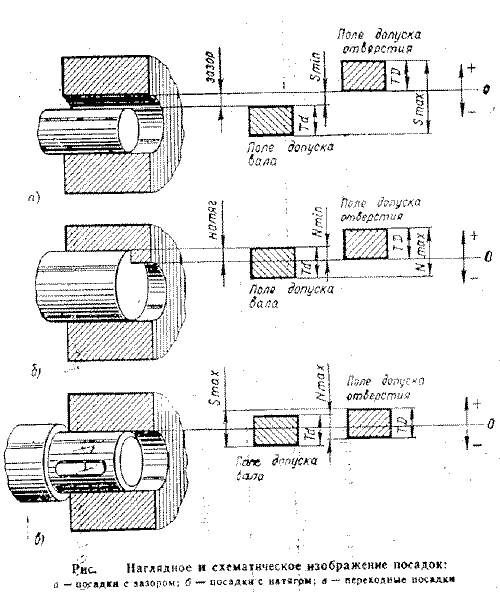 Поле допуска
отверстия
зазор
Smin
TD
Smax
Td
+
0
−
Поле допуска
вала
а)
Поле допуска
отверстия
натяг
Nmin
TD
Nmax
Td
+
0
−
Поле допуска
вала
б)
Smax
Nmax
Поле допуска
отверстия
Td
TD
+
0
−
Поле допуска
вала
в)
Рис. Наглядное и схематическое изображение посадок:
а — посадки с зазором; б — посадки с натягом; в — переходные посадки